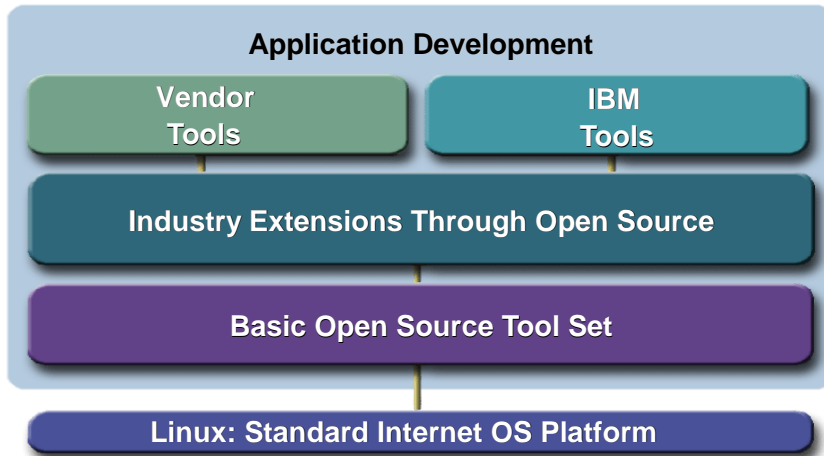 Application Development
Vendor
Tools
IBM
Tools
Industry Extensions Through Open Source
Basic Open Source Tool Set
Linux: Standard Internet OS Platform